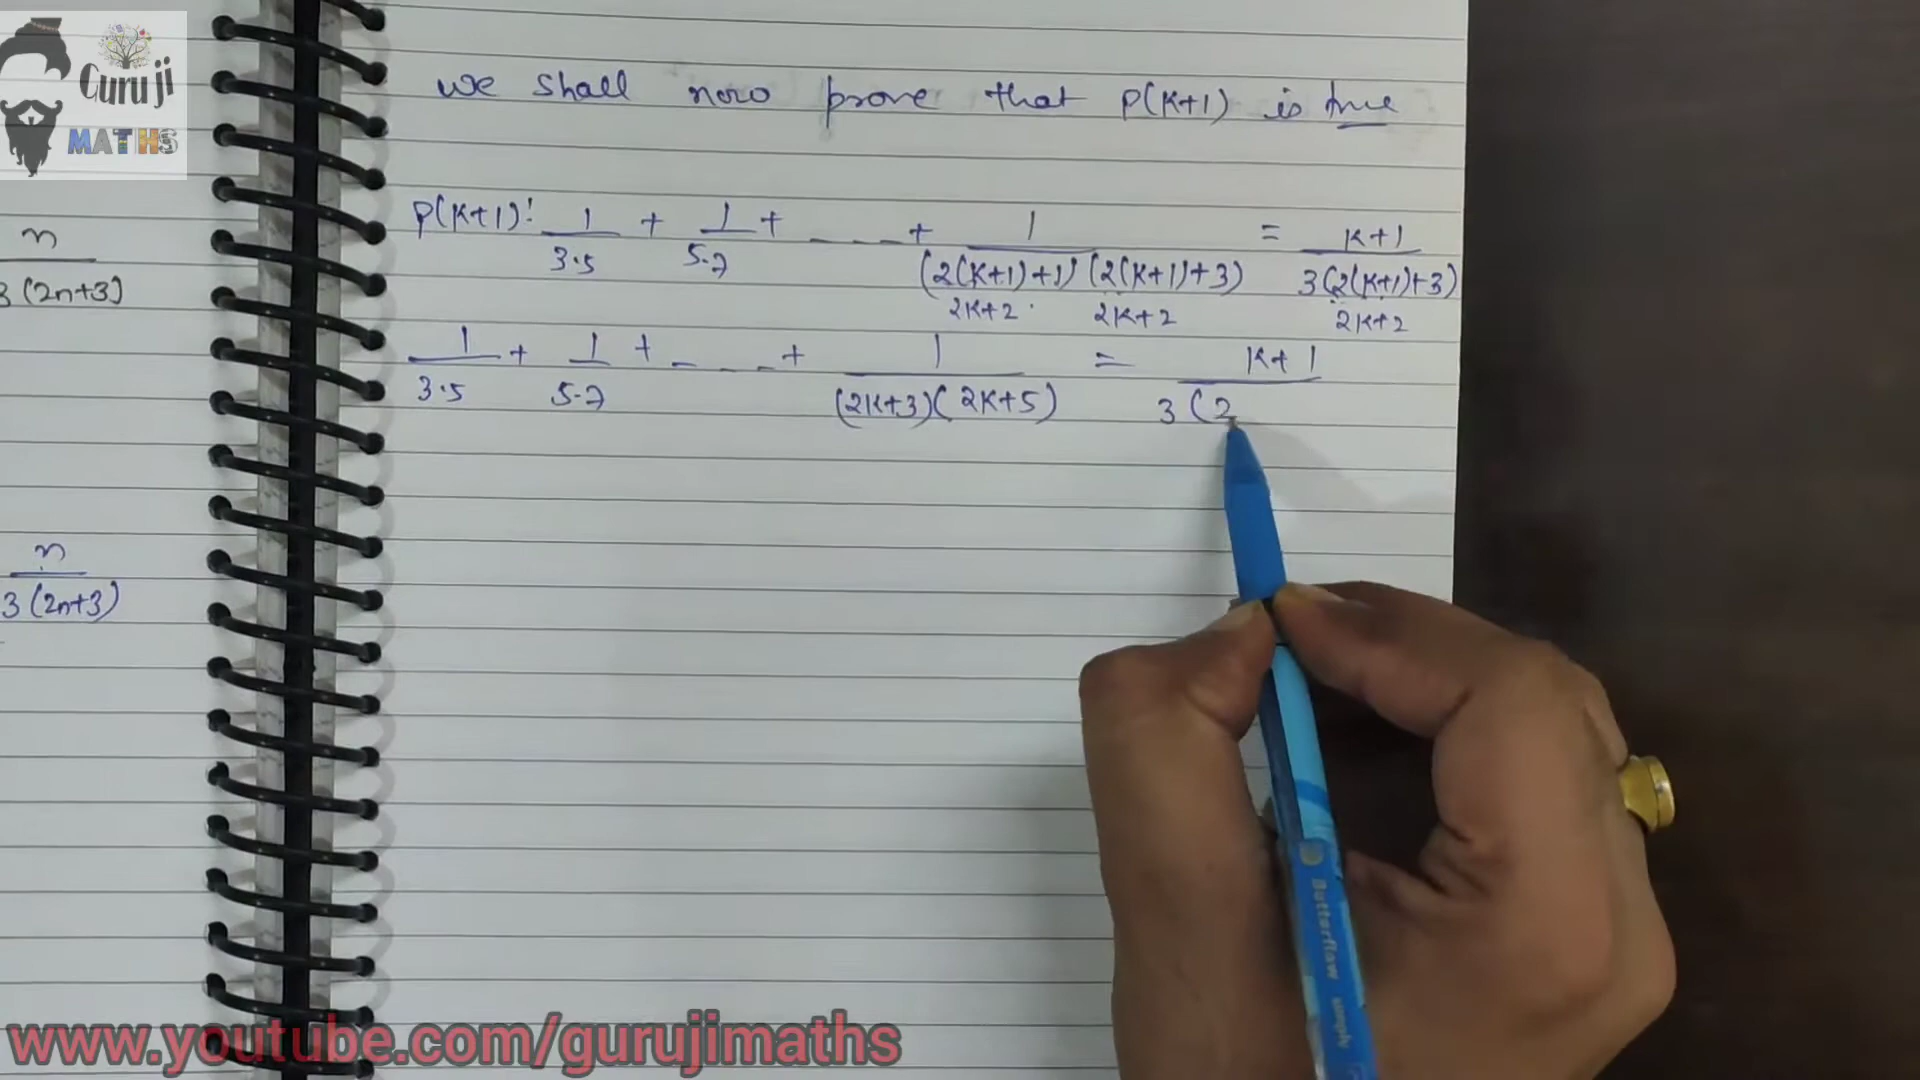 Guru ji
MATHS
we shall now prove that P(K+1) is true
P(K+1): 1/3.5 + 1/5.7 + _ _ _ + 1/(2(K+1)+1)(2(K+1)+3) = K+1/3(2(K+1)+3)
2K+2 2K+2 2K+2
1/3.5 + 1/5.7 + _ _ _ + 1/(2K+3)(2K+5) = K+1/3(2
n/3(2n+3)
n/3(2n+3)
Butterflow simply
www.youtube.com/gurujimaths